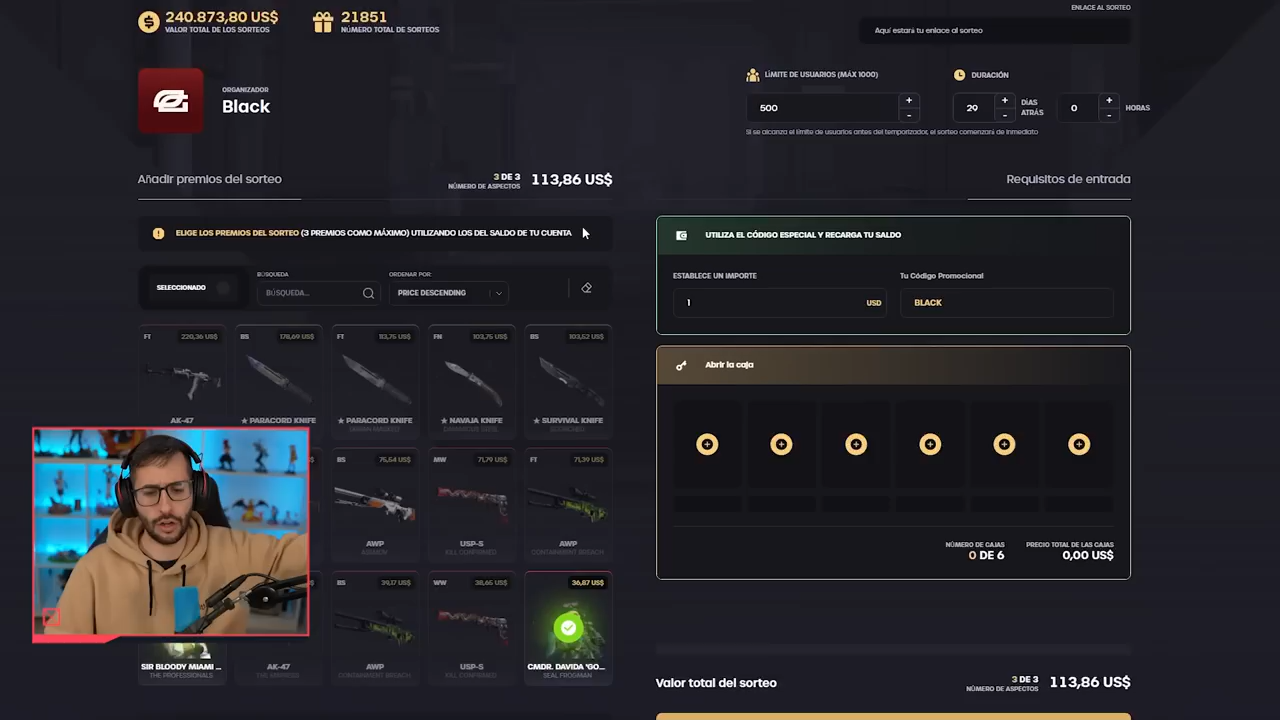 240.873,80 US$
VALOR TOTAL DE LOS SORTEOS
21851
NÚMERO TOTAL DE SORTEOS
ENLACE AL SORTEO
Aquí estará tu enlace al sorteo
ORGANIZADOR
Black
LÍMITE DE USUARIOS (MÁX 1000)
500
+
-
DURACIÓN
29
+
-
DÍAS
ATRÁS
0
+
-
HORAS
Si se alcanza el límite de usuarios antes del temporizador, el sorteo comenzará de inmediato
Añadir premios del sorteo
3 DE 3
NÚMERO DE ASPECTOS
113,86 US$
Requisitos de entrada
ELIGE LOS PREMIOS DEL SORTEO (3 PREMIOS COMO MÁXIMO) UTILIZANDO LOS DEL SALDO DE TU CUENTA
SELECCIONADO
BÚSQUEDA
BÚSQUEDA...
ORDENAR POR:
PRICE DESCENDING
UTILIZA EL CÓDIGO ESPECIAL Y RECARGA TU SALDO
ESTABLECE UN IMPORTE
1
USD
Tu Código Promocional
BLACK
FT 220,36 US$
BS 178,69 US$
FT 113,75 US$
FN 103,75 US$
BS 103,52 US$
AK-47
★ PARACORD KNIFE
★ PARACORD KNIFE
★ NAVAJA KNIFE
DAMASCUS STEEL
★ SURVIVAL KNIFE
SCORCHED
Abrir la caja
NÚMERO DE CAJAS
0 DE 6
PRECIO TOTAL DE LAS CAJAS
0,00 US$
BS 75,54 US$
MW 71,79 US$
FT 71,39 US$
AWP
ASIIMOV
USP-S
KILL CONFIRMED
AWP
CONTAINMENT BREACH
BS 39,17 US$
WW 38,65 US$
36,87 US$
SIR BLOODY MIAMI ...
THE PROFESSIONALS
AK-47
THE EMPRESS
AWP
CONTAINMENT BREACH
USP-S
KILL CONFIRMED
CMDR. DAVIDA 'GO...
SEAL FROGMAN
Valor total del sorteo
3 DE 3
NÚMERO DE ASPECTOS
113,86 US$